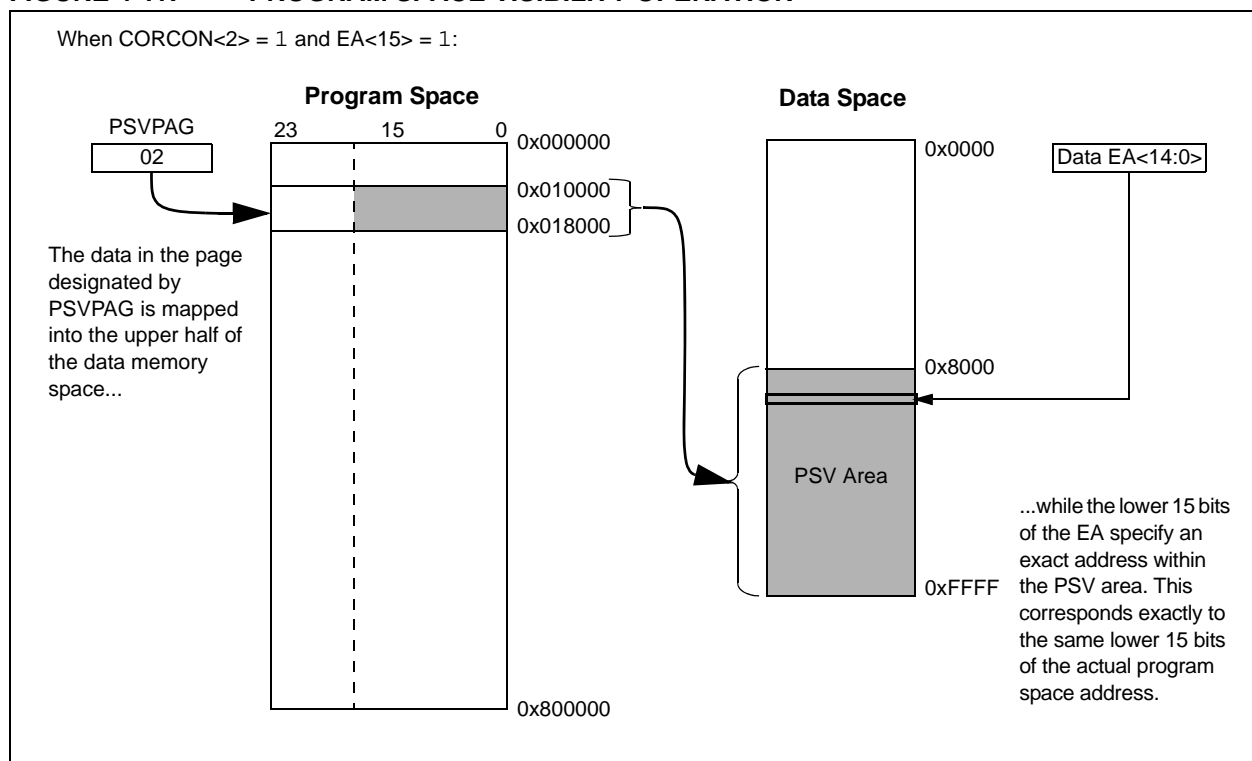 When CORCON<2> = 1 and EA<15> = 1:
Program Space
Data Space
PSVPAG
02
23 15 0
0x000000
0x010000
0x018000
0x800000
The data in the page
designated by
PSVPAG is mapped
into the upper half of
the data memory
space...
0x0000
0x8000
0xFFFF
PSV Area
Data EA<14:0>
...while the lower 15 bits
of the EA specify an
exact address within
the PSV area. This
corresponds exactly to
the same lower 15 bits
of the actual program
space address.